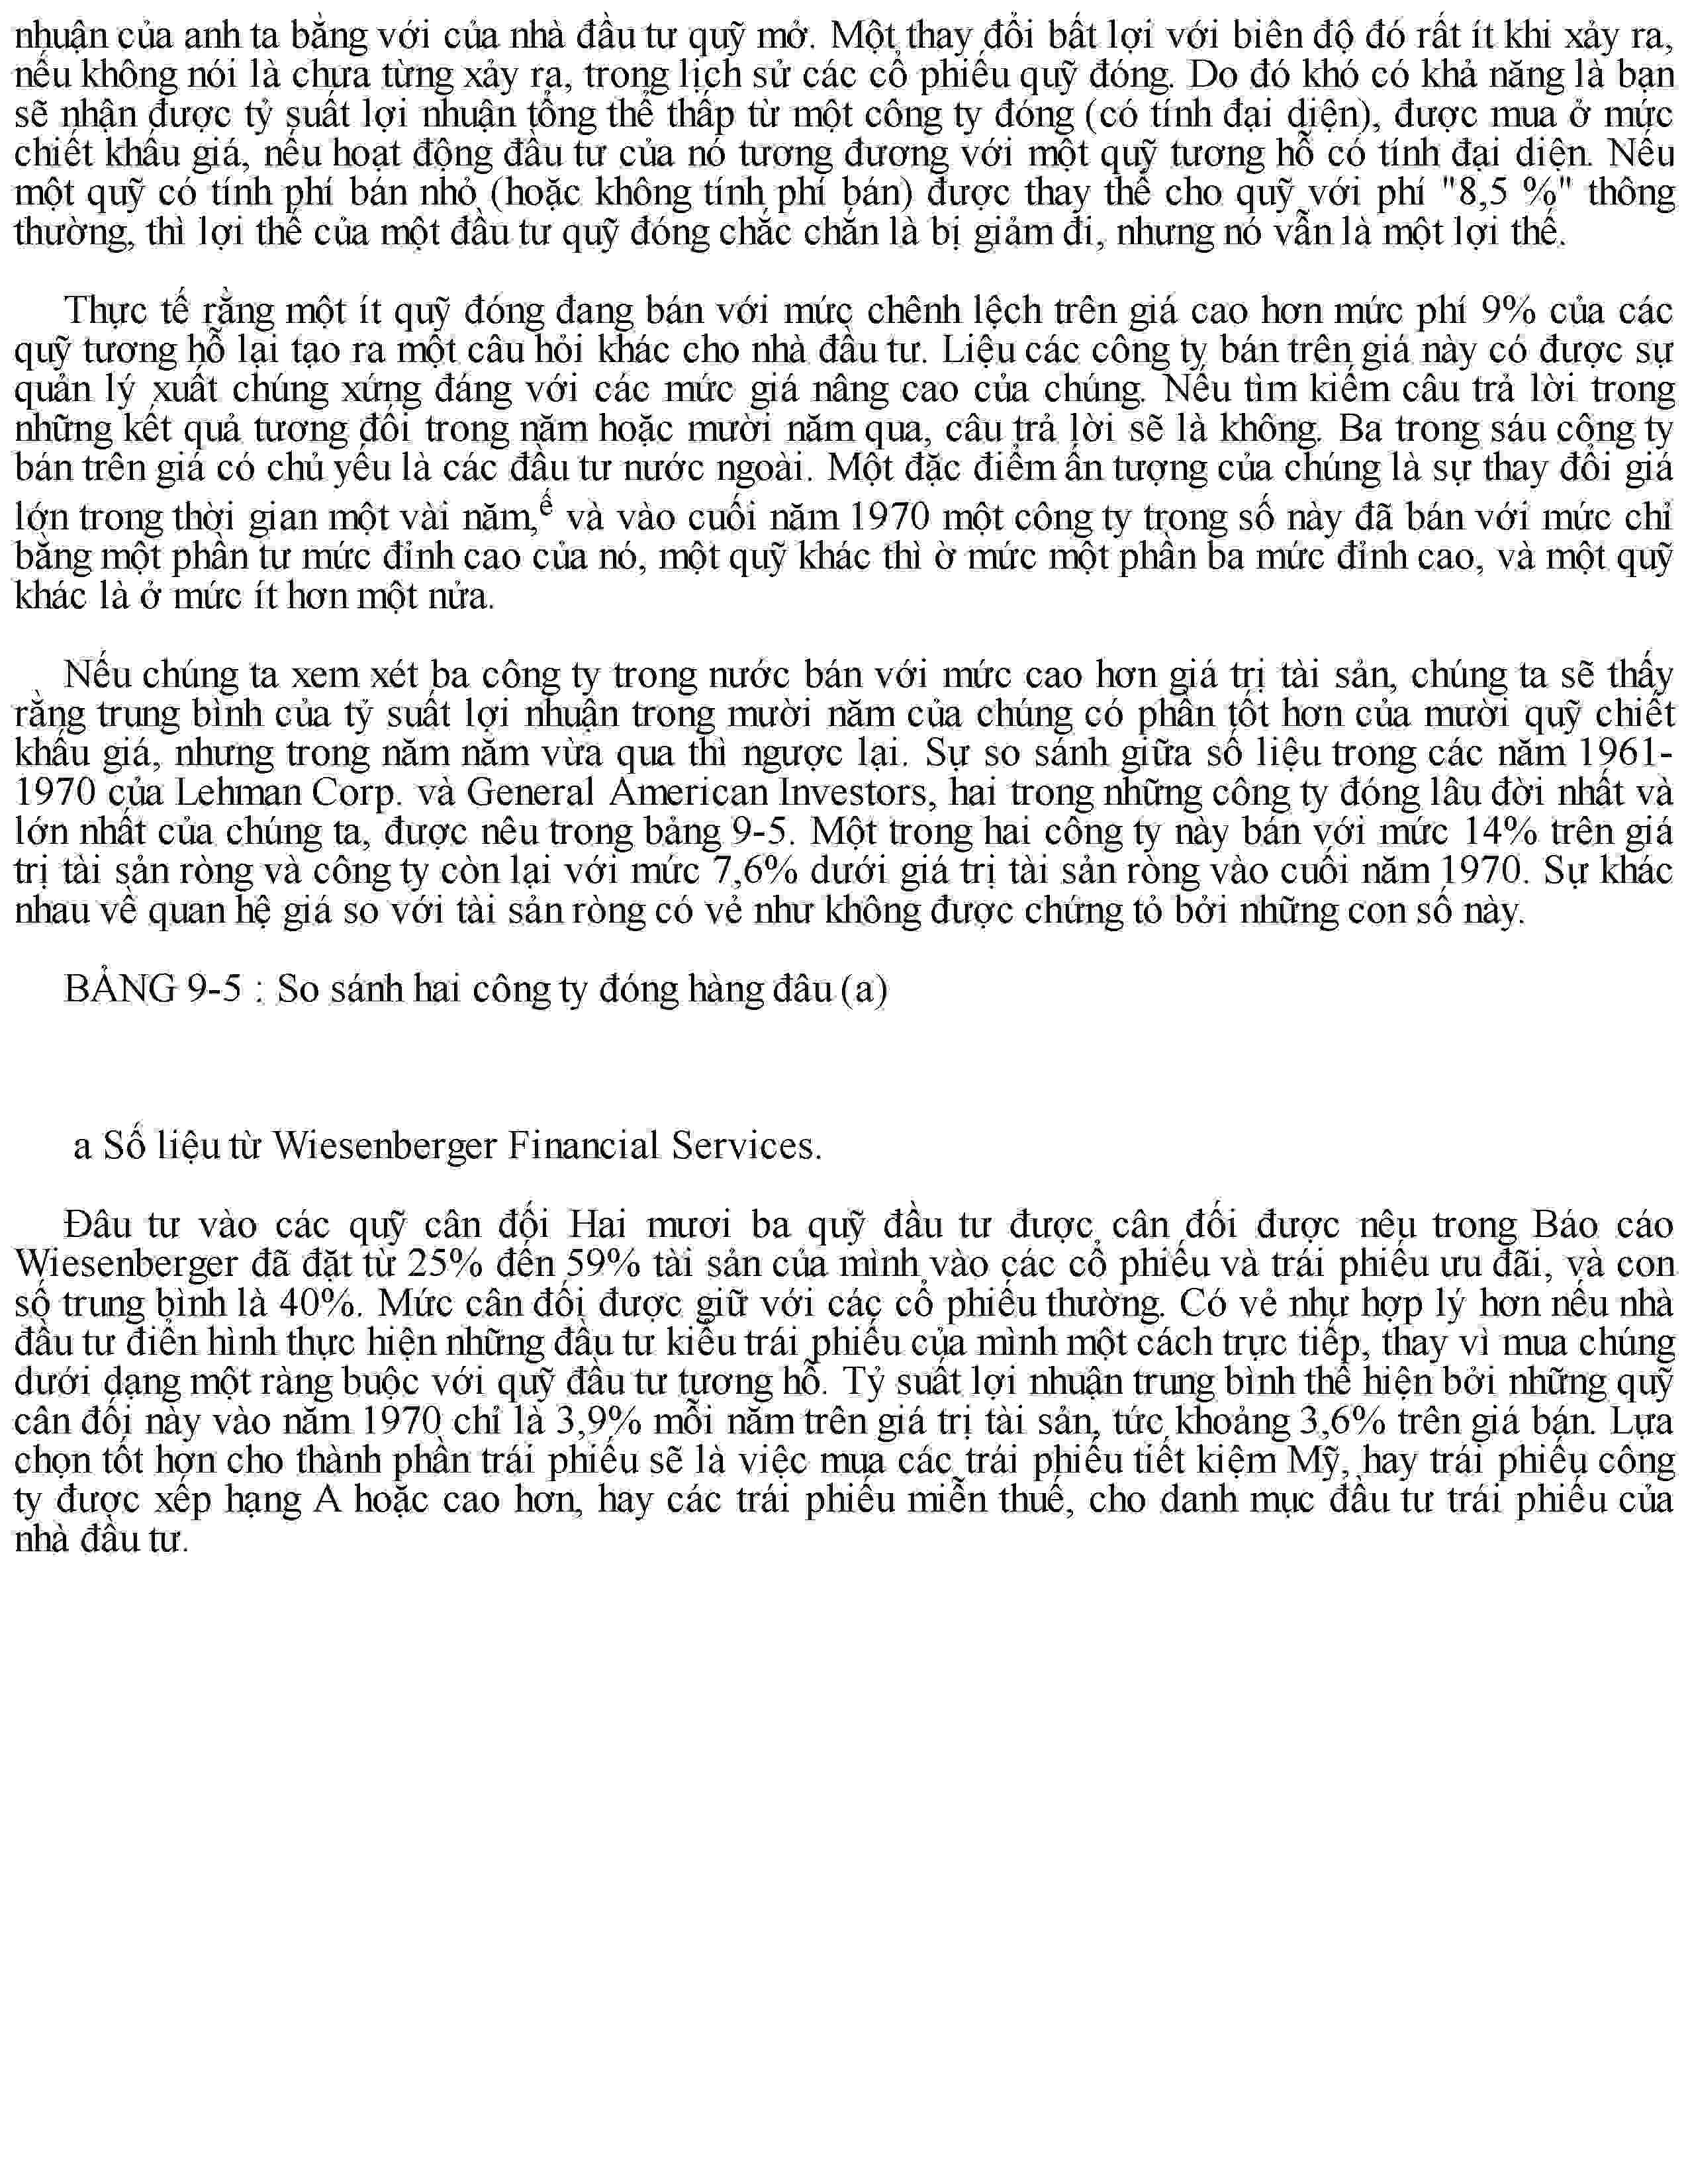 nhuận của anh ta bằng với của nhà đầu tư quỹ mở. Một thay đổi bất lợi với biên độ đó rất ít khi xảy ra,
nếu không nói là chưa từng xảy ra, trong lịch sử các cổ phiếu quỹ đóng. Do đó khó có khả năng là bạn
sẽ nhận được tỷ suất lợi nhuận tổng thể thấp từ một công ty đóng (có tính đại diện), được mua ở mức
chiết khấu giá, nếu hoạt động đầu tư của nó tương đương với một quỹ tương hỗ có tính đại diện. Nếu
một quỹ có tính phí bán nhỏ (hoặc không tính phí bán) được thay thế cho quỹ với phí "8,5 %" thông
thường, thì lợi thế của một đầu tư quỹ đóng chắc chắn là bị giảm đi, nhưng nó vẫn là một lợi thế.
Thực tế rằng một ít quỹ đóng đang bán với mức chênh lệch trên giá cao hơn mức phí 9% của các
quỹ tương hỗ lại tạo ra một câu hỏi khác cho nhà đầu tư. Liệu các công ty bán trên giá này có được sự
quản lý xuất chúng xứng đáng với các mức giá nâng cao của chúng. Nếu tìm kiếm câu trả lời trong
những kết quả tương đối trong năm hoặc mười năm qua, câu trả lời sẽ là không. Ba trong sáu công ty
bán trên giá có chủ yếu là các đầu tư nước ngoài. Một đặc điểm ấn tượng của chúng là sự thay đổi giá
lớn trong thời gian một vài năm,ế và vào cuối năm 1970 một công ty trong số này đã bán với mức chỉ
bằng một phần tư mức đỉnh cao của nó, một quỹ khác thì ờ mức một phần ba mức đỉnh cao, và một quỹ
khác là ở mức ít hơn một nửa.
Nếu chúng ta xem xét ba công ty trong nước bán với mức cao hơn giá trị tài sản, chúng ta sẽ thấy
rằng trung bình của tỷ suất lợi nhuận trong mười năm của chúng có phần tốt hơn của mười quỹ chiết
khấu giá, nhưng trong năm năm vừa qua thì ngược lại. Sự so sánh giữa số liệu trong các năm 1961-
1970 của Lehman Corp. và General American Investors, hai trong những công ty đóng lâu đời nhất và
lớn nhất của chúng ta, được nêu trong bảng 9-5. Một trong hai công ty này bán với mức 14% trên giá
trị tài sản ròng và công ty còn lại với mức 7,6% dưới giá trị tài sản ròng vào cuối năm 1970. Sự khác
nhau về quan hệ giá so với tài sản ròng có vẻ như không được chứng tỏ bởi những con số này.
BẢNG 9-5 : So sánh hai công ty đóng hàng đâu (a)
a Số liệu từ Wiesenberger Financial Services.
Đâu tư vào các quỹ cân đối Hai mươi ba quỹ đầu tư được cân đối được nêu trong Báo cáo
Wiesenberger đã đặt từ 25% đến 59% tài sản của mình vào các cổ phiếu và trái phiếu ưu đãi, và con
số trung bình là 40%. Mức cân đối được giữ với các cổ phiếu thường. Có vẻ như hợp lý hơn nếu nhà
đầu tư điển hình thực hiện những đầu tư kiểu trái phiếu của mình một cách trực tiếp, thay vì mua chúng
dưới dạng một ràng buộc với quỹ đầu tư tương hỗ. Tỷ suất lợi nhuận trung bình thể hiện bởi những quỹ
cân đối này vào năm 1970 chỉ là 3,9% mỗi năm trên giá trị tài sản, tức khoảng 3,6% trên giá bán. Lựa
chọn tốt hơn cho thành phần trái phiếu sẽ là việc mua các trái phiếu tiết kiệm Mỹ, hay trái phiếu công
ty được xếp hạng A hoặc cao hơn, hay các trái phiếu miễn thuế, cho danh mục đầu tư trái phiếu của
nhà đầu tư.